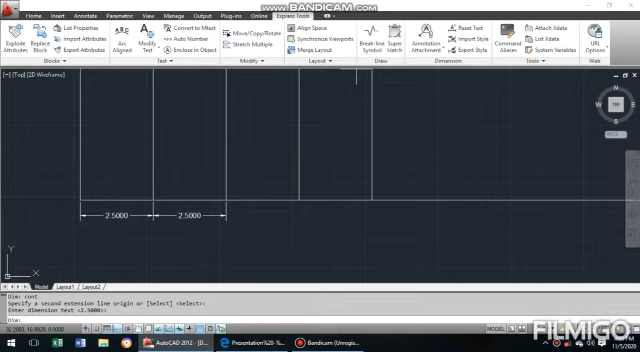 WWW.BANDICAM.COM
Home Insert Annotate Parametric View Manage Output Plug-ins Online Express Tools
Explode Attributes
Replace Block
List Properties
Import Attributes
Export Attributes
Arc Aligned
Modify Text
Convert to Mtext
Auto Number
Enclose in Object
Move/Copy/Rotate
Stretch Multiple
Align Space
Synchronize Viewports
Merge Layout
Break-line Symbol
Super Hatch
Annotation Attachment
Reset Text
Import Style
Export Style
Command Aliases
Attach Xdata
List Xdata
System Variables
URL Options
Blocks Text Modify Layout Draw Dimension Tools Web
[−] [Top] [2D Wireframe]
N
W TOP E
S
WCS
2.5000 2.5000
Y
X
Model Layout1 Layout2
Dim: cont
Specify a second extension line origin or [Select] <Select>:
Enter dimension text <2.5000>:
Dim:
MODEL
AutoCAD 2012 - [D...
Presentation%20 -%...
Bandicam (Unregis...
11/5/2020
FILMIGO